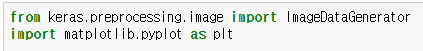 from keras.preprocessing.image import ImageDataGenerator
import matplotlib.pyplot as plt